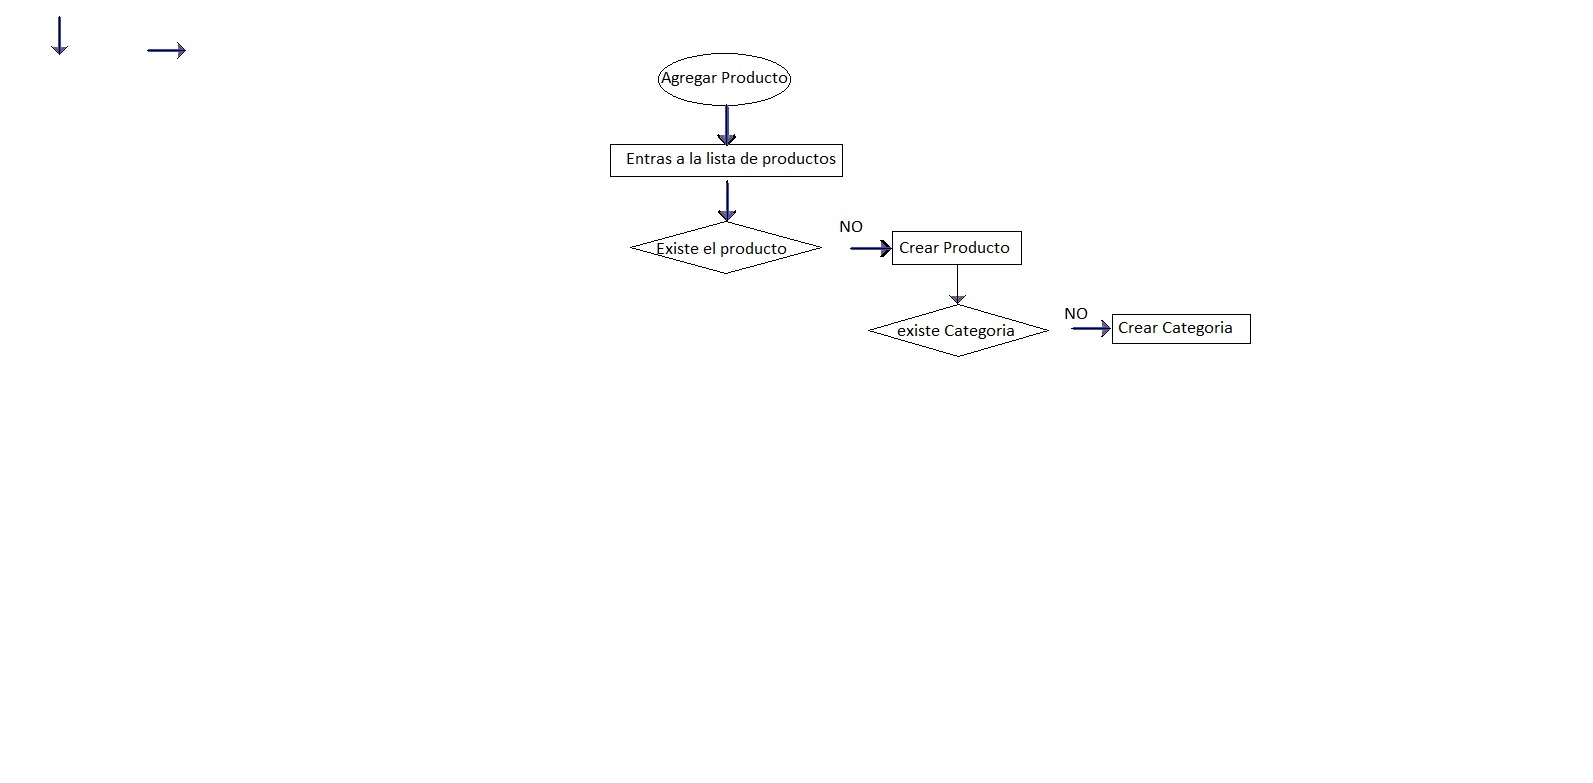 Agregar Producto
Entras a la lista de productos
Existe el producto
NO
Crear Producto
existe Categoria
NO
Crear Categoria